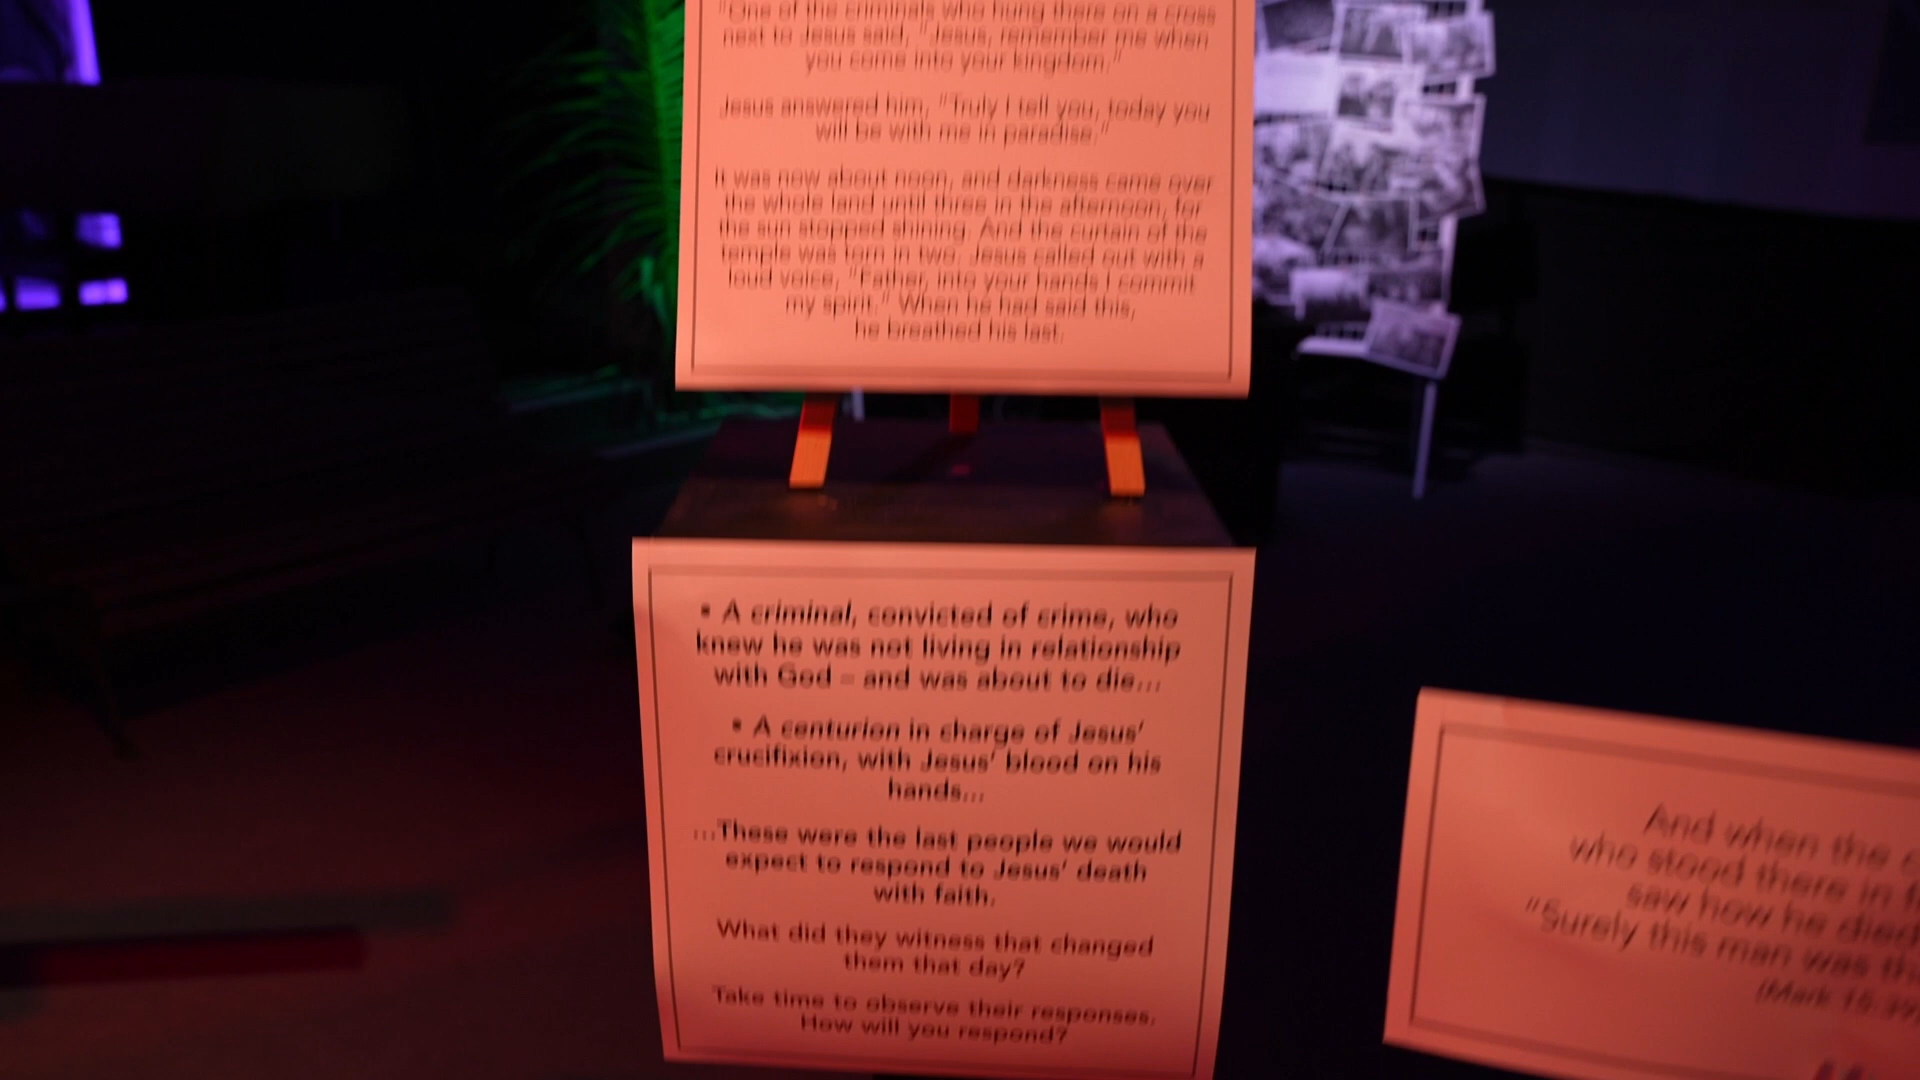 "One of the criminals who hung there on a cross
next to Jesus said, "Jesus, remember me when
you come into your kingdom."
Jesus answered him, "Truly I tell you, today you
will be with me in paradise."
It was now about noon, and darkness came over
the whole land until three in the afternoon, for
the sun stopped shining. And the curtain of the
temple was torn in two. Jesus called out with a
loud voice, "Father, into your hands I commit
my spirit." When he had said this,
he breathed his last.
• A criminal, convicted of crime, who
knew he was not living in relationship
with God – and was about to die...
• A centurion in charge of Jesus'
crucifixion, with Jesus' blood on his
hands...
...These were the last people we would
expect to respond to Jesus' death
with faith.
What did they witness that changed
them that day?
Take time to observe their responses.
How will you respond?
And when the
who stood there in
saw how he died
"Surely this man was
(Mark 15:39)